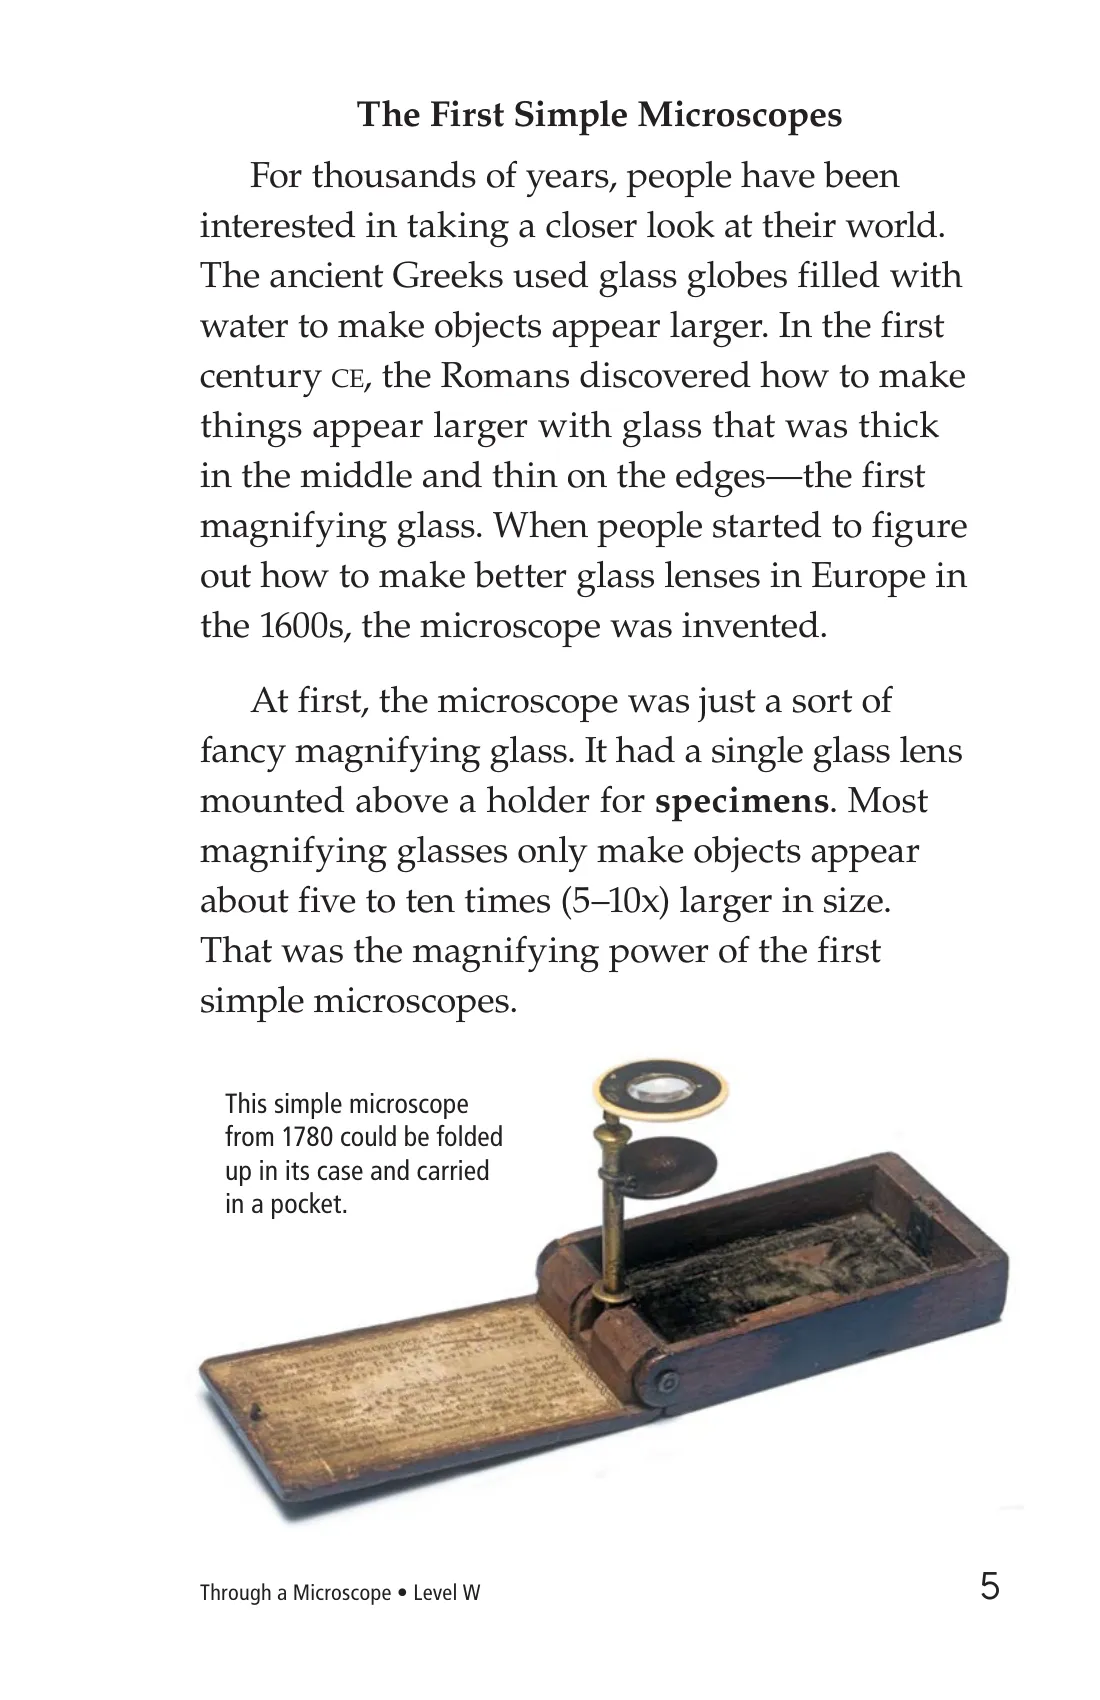 The First Simple Microscopes
For thousands of years, people have been
interested in taking a closer look at their world.
The ancient Greeks used glass globes filled with
water to make objects appear larger. In the first
century CE, the Romans discovered how to make
things appear larger with glass that was thick
in the middle and thin on the edges—the first
magnifying glass. When people started to figure
out how to make better glass lenses in Europe in
the 1600s, the microscope was invented.
At first, the microscope was just a sort of
fancy magnifying glass. It had a single glass lens
mounted above a holder for specimens. Most
magnifying glasses only make objects appear
about five to ten times (5–10x) larger in size.
That was the magnifying power of the first
simple microscopes.
This simple microscope
from 1780 could be folded
up in its case and carried
in a pocket.
Through a Microscope • Level W
5